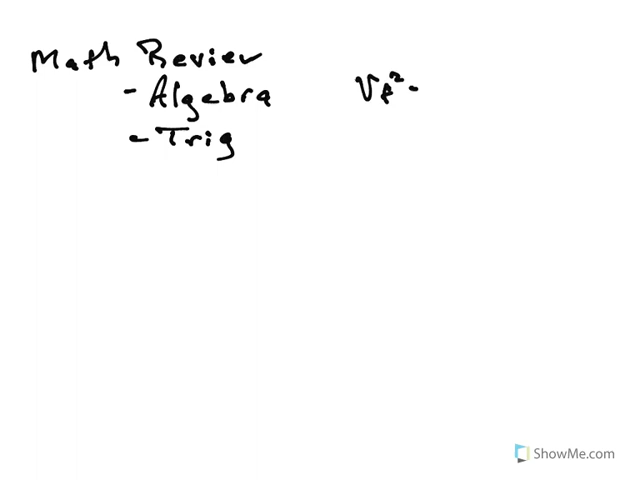 Math Review
- Algebra
- Trig
Vf² -
ShowMe.com